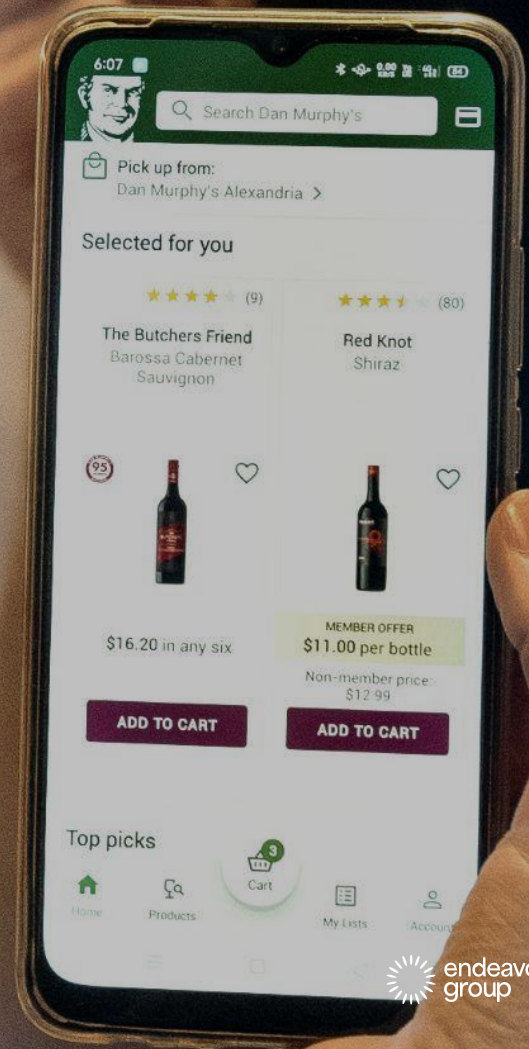 6:07
Search Dan Murphy's
Pick up from:
Dan Murphy's Alexandria >
Selected for you
(9)
(80)
The Butchers Friend
Barossa Cabernet
Sauvignon
Red Knot
Shiraz
95
$16.20 in any six
MEMBER OFFER
$11.00 per bottle
Non-member price:
$12.99
ADD TO CART
ADD TO CART
Top picks
3
Cart
Home
Products
My Lists
Account
endeavo
group